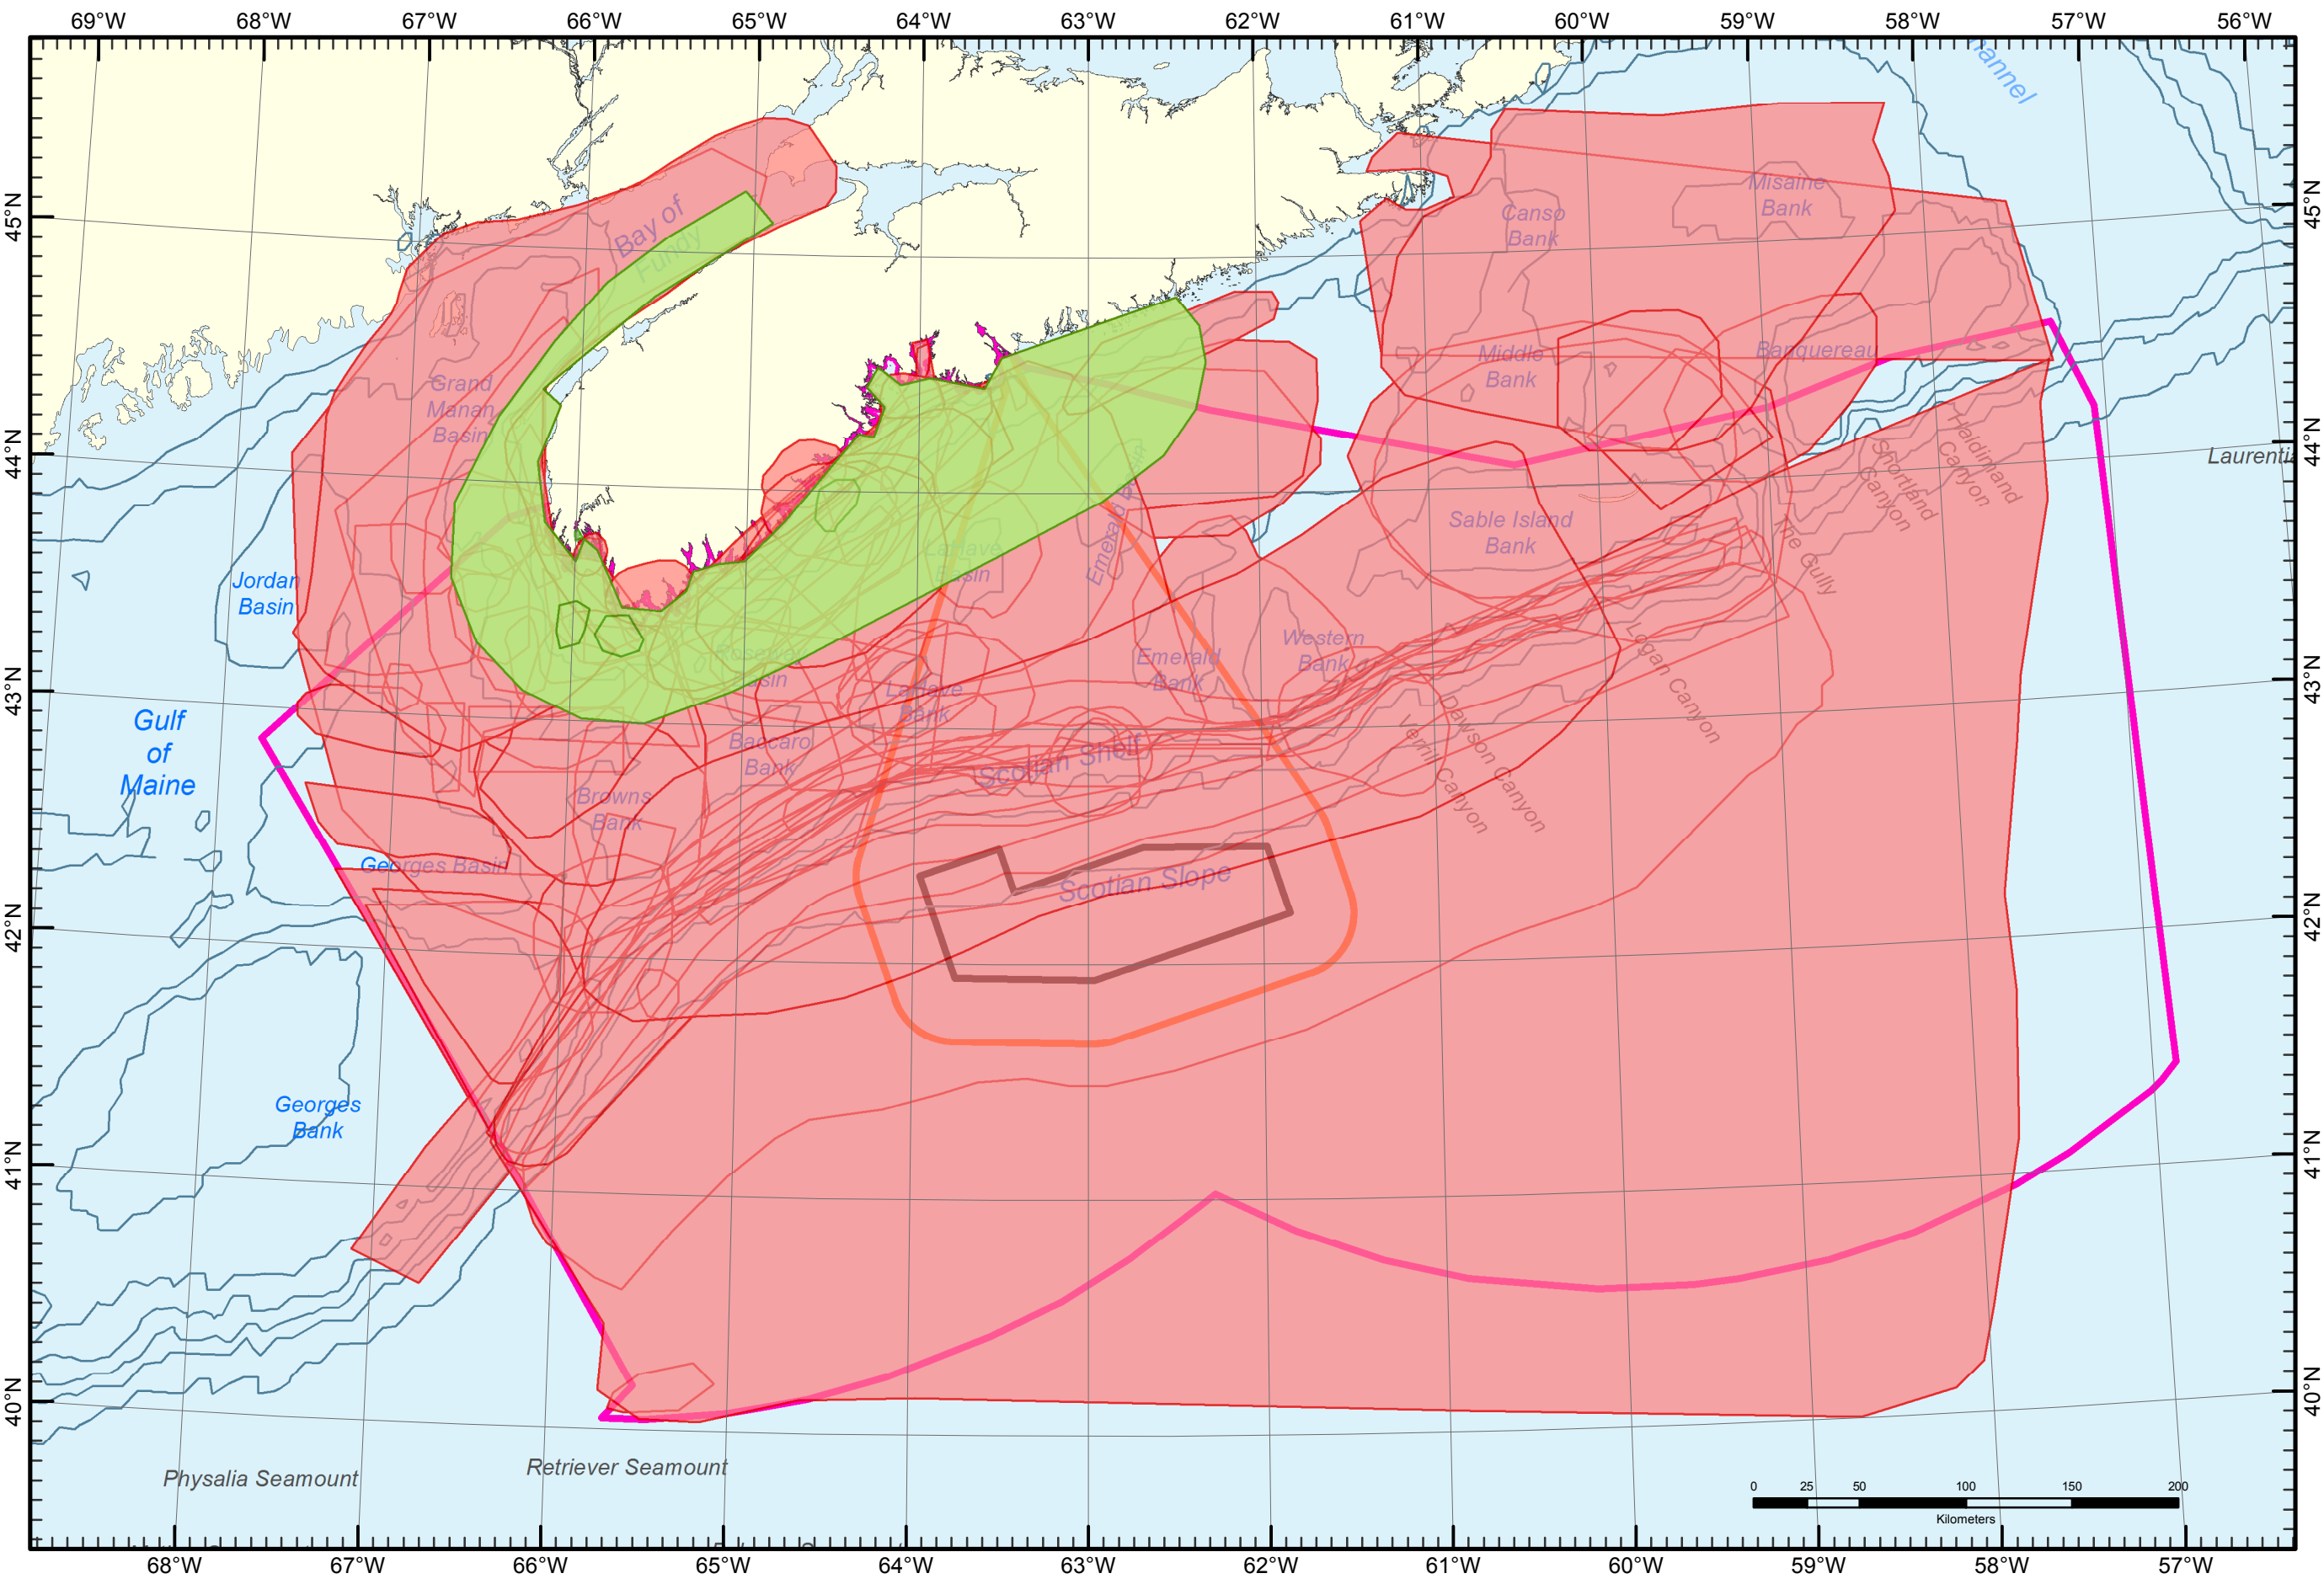 69°W 68°W 67°W 66°W 65°W 64°W 63°W 62°W 61°W 60°W 59°W 58°W 57°W 56°W
annel
45°N
45°N
Bay of
Fundy
Misaine
Bank
Canso
Bank
Middle
Bank
Banquereau
Grand
Manan
Basin
44°N
44°N
Laurentia
Haldimand
Canyon
Shortland
Canyon
The Gully
Sable Island
Bank
Emerald
LaHave
Basin
Jordan
Basin
Western
Bank
Emerald
Bank
Logan Canyon
43°N
43°N
LaHave
Bank
Gulf
of
Maine
Baccaro
Bank
Scotian Shelf
Dawson Canyon
Verrill Canyon
Browns
Bank
Georges Basin
Scotian Slope
42°N
42°N
Georges
Bank
41°N
41°N
40°N
40°N
Physalia Seamount
Retriever Seamount
0 25 50 100 150 200
Kilometers
68°W 67°W 66°W 65°W 64°W 63°W 62°W 61°W 60°W 59°W 58°W 57°W